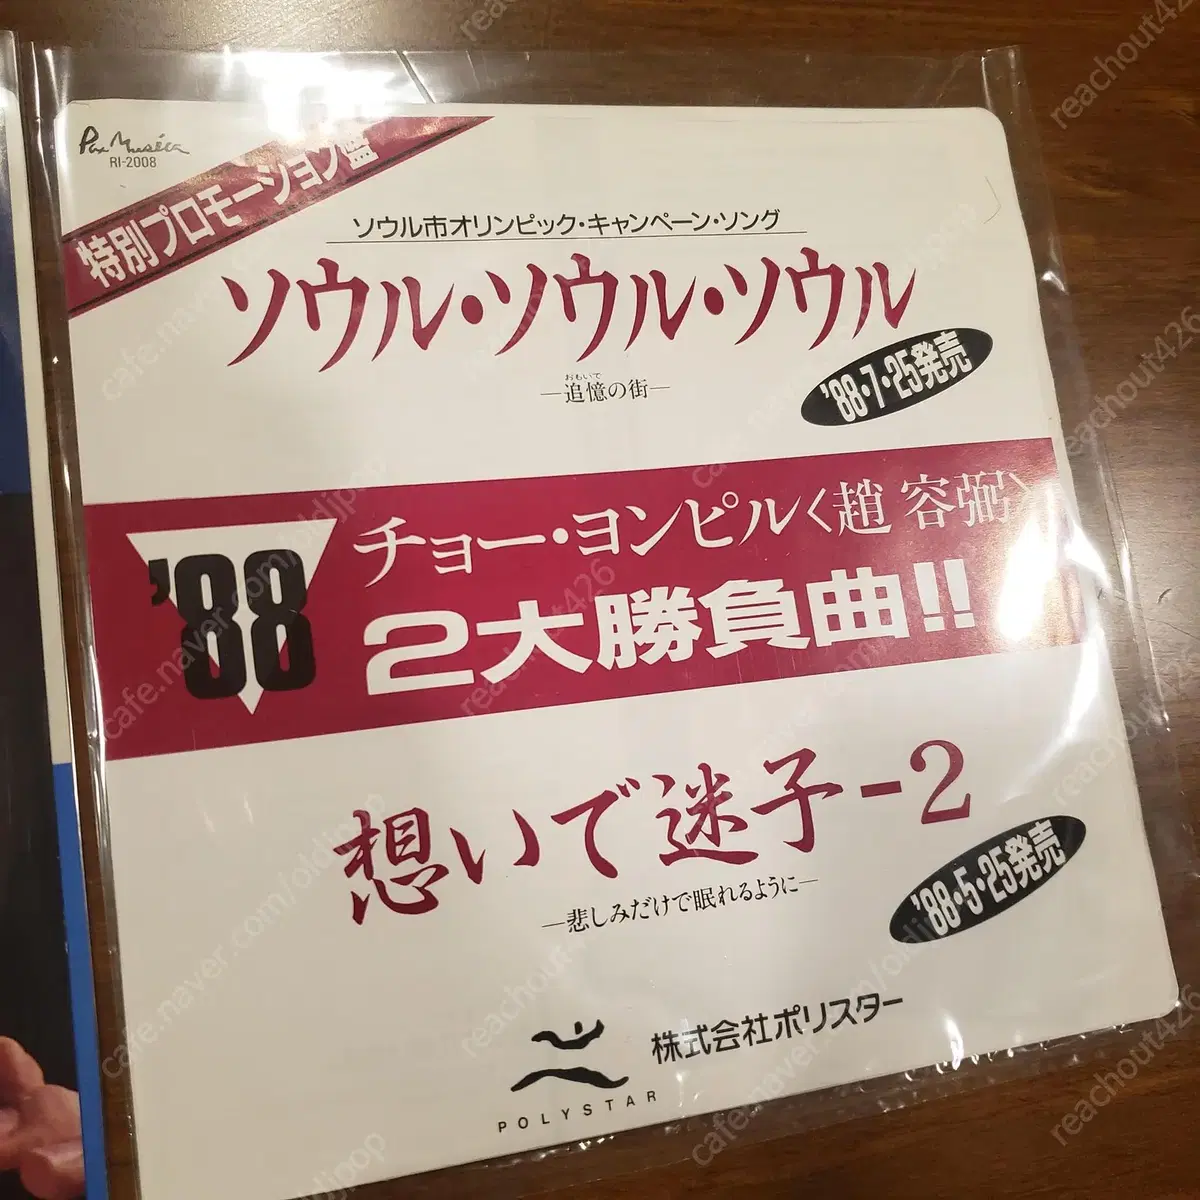 Pax Musica
RI-2008
特別プロモーション盤
ソウル市オリンピック・キャンペーン・ソング
ソウル・ソウル・ソウル
おもいで
—追憶の街—
'88・7・25発売
'88
チョー・ヨンピル〈趙 容弼〉
2大勝負曲!!
想いで迷子-2
—悲しみだけで眠れるように—
'88・5・25発売
株式会社ポリスター
POLYSTAR
cafe.naver.com/oldjpop
reachout426